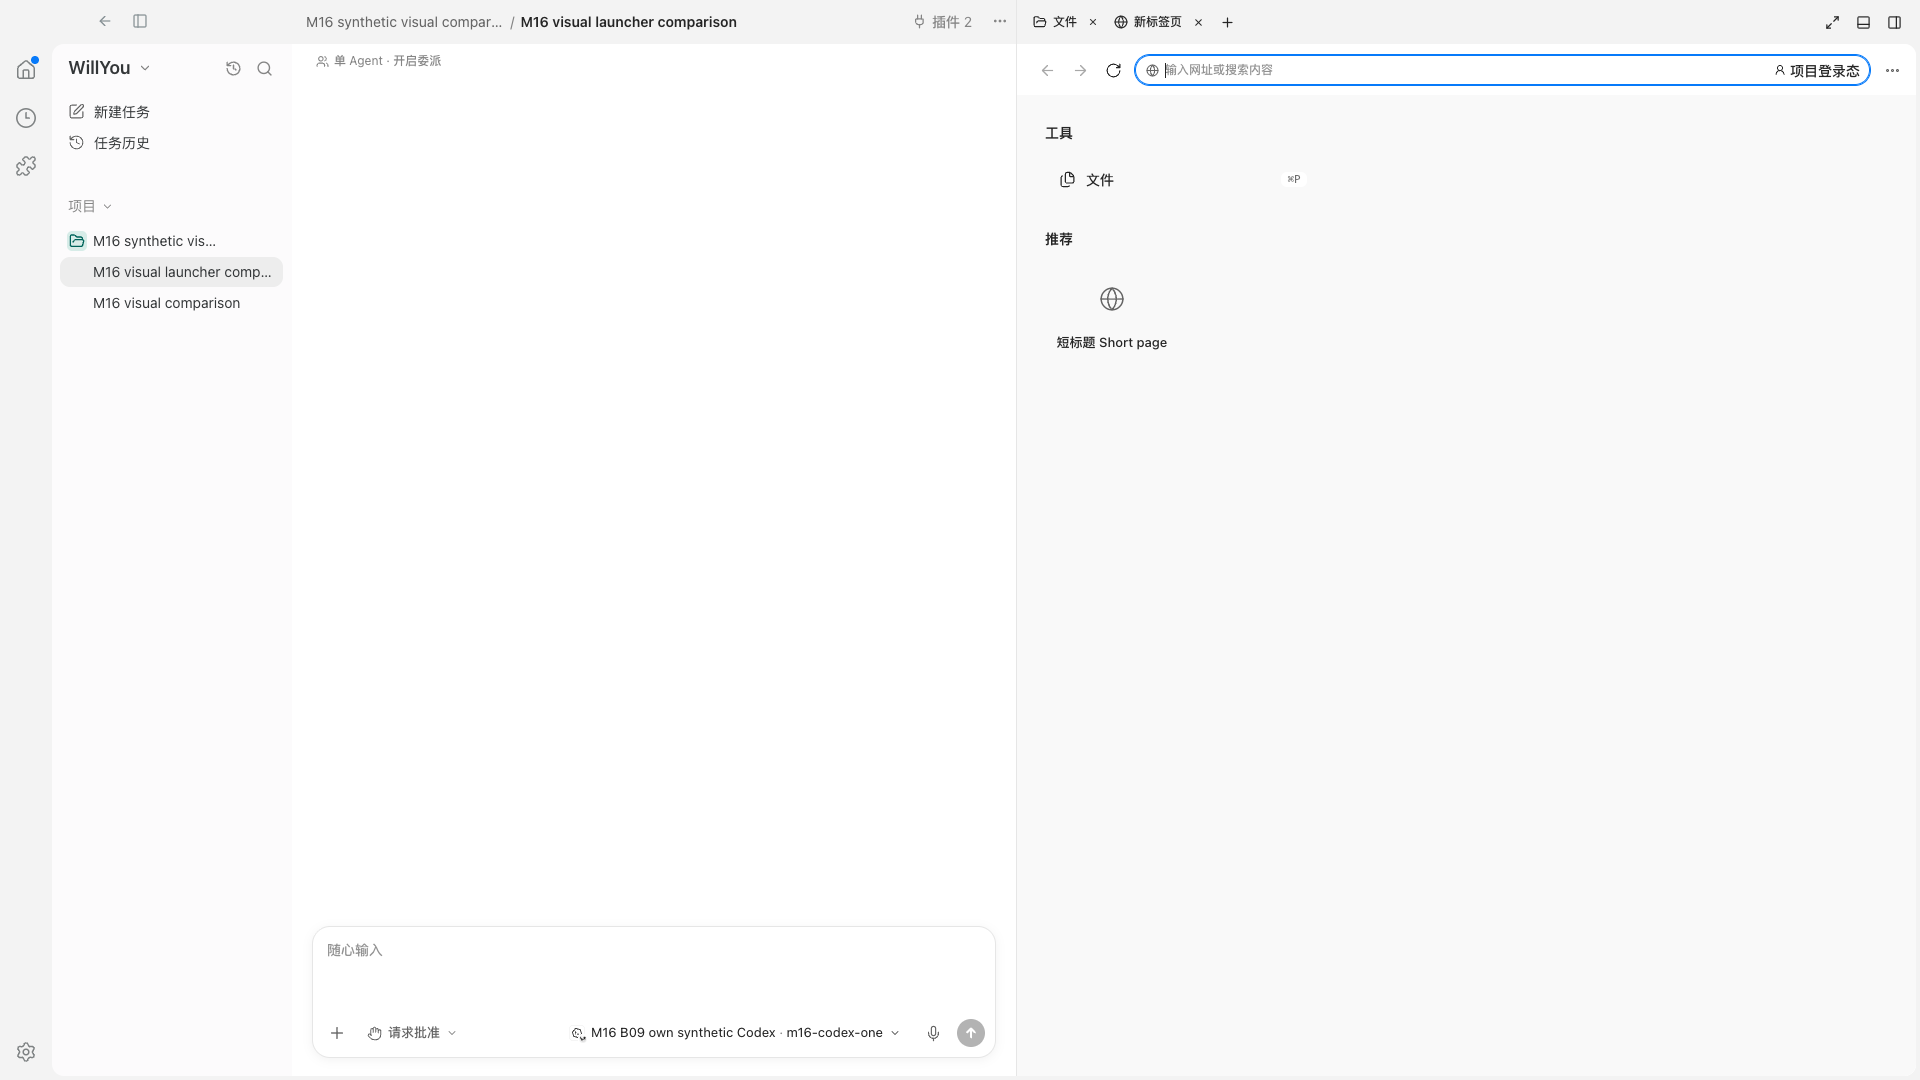 M16 synthetic visual compar... / M16 visual launcher comparison
插件 2
文件
新标签页
WillYou
单 Agent · 开启委派
输入网址或搜索内容
项目登录态
新建任务
任务历史
工具
文件
⌘P
项目
M16 synthetic vis...
M16 visual launcher comp...
M16 visual comparison
推荐
短标题 Short page
随心输入
请求批准
M16 B09 own synthetic Codex · m16-codex-one